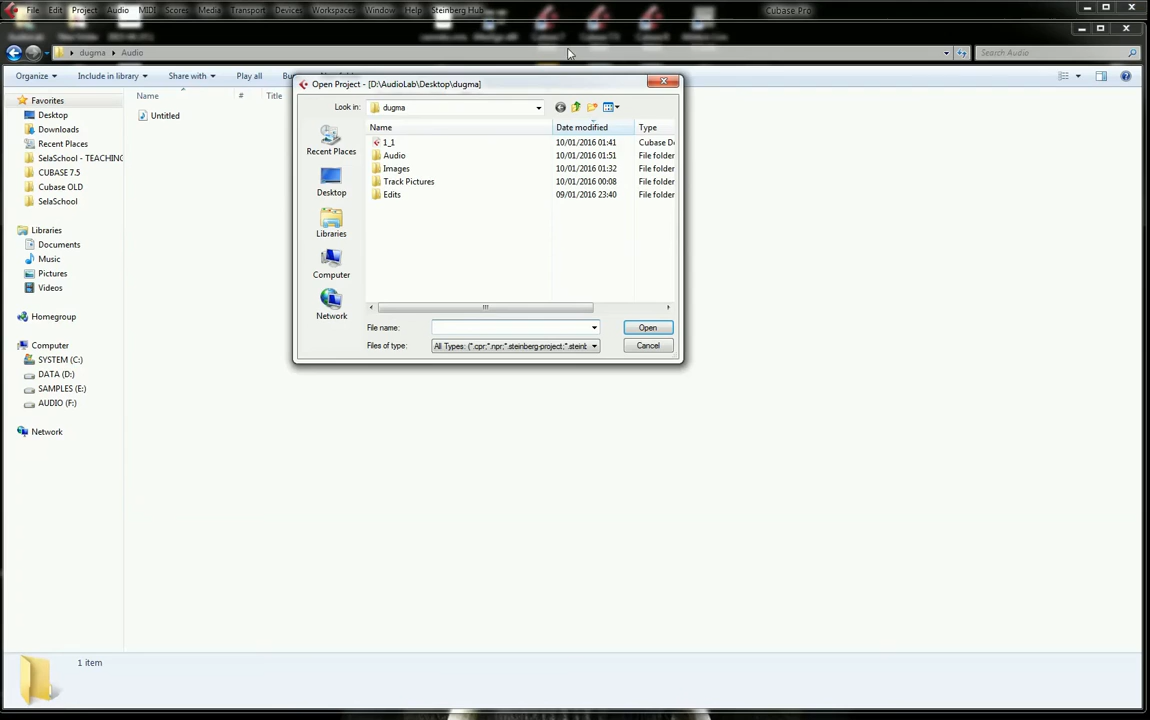 File Edit Project Audio MIDI Scores Media Transport Devices Workspaces Window Help Steinberg Hub Cubase Pro
dugma Audio Search Audio
Organize Include in library Share with Play all
Name # Title
Untitled
Favorites
Desktop
Downloads
Recent Places
SelaSchool - TEACHING
CUBASE 7.5
Cubase OLD
SelaSchool
Libraries
Documents
Music
Pictures
Videos
Homegroup
Computer
SYSTEM (C:)
DATA (D:)
SAMPLES (E:)
AUDIO (F:)
Network
Open Project - [D:\AudioLab\Desktop\dugma]
Look in: dugma
Name Date modified Type
1_1 10/01/2016 01:41 Cubase D
Audio 10/01/2016 01:51 File folder
Images 10/01/2016 01:32 File folder
Track Pictures 10/01/2016 00:08 File folder
Edits 09/01/2016 23:40 File folder
Recent Places
Desktop
Libraries
Computer
Network
File name: Open
Files of type: All Types: (*.cpr;*.npr;*.steinberg-project;*.steinb Cancel
1 item